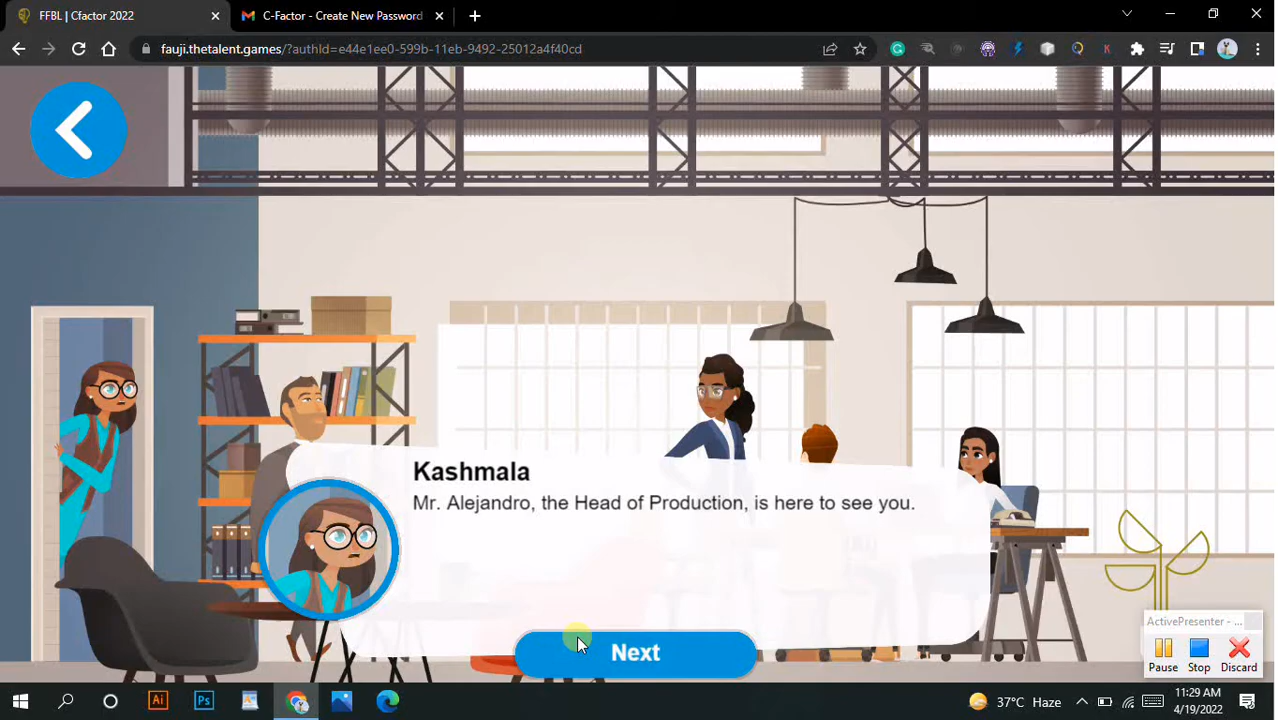 FFBL | Cfactor 2022
C-Factor - Create New Password
fauji.thetalent.games/?authId=e44e1ee0-599b-11eb-9492-25012a4f40cd
Kashmala
Mr. Alejandro, the Head of Production, is here to see you.
Next
ActivePresenter - ...
Pause Stop Discard
Ai Ps 37°C Haze 11:29 AM
4/19/2022